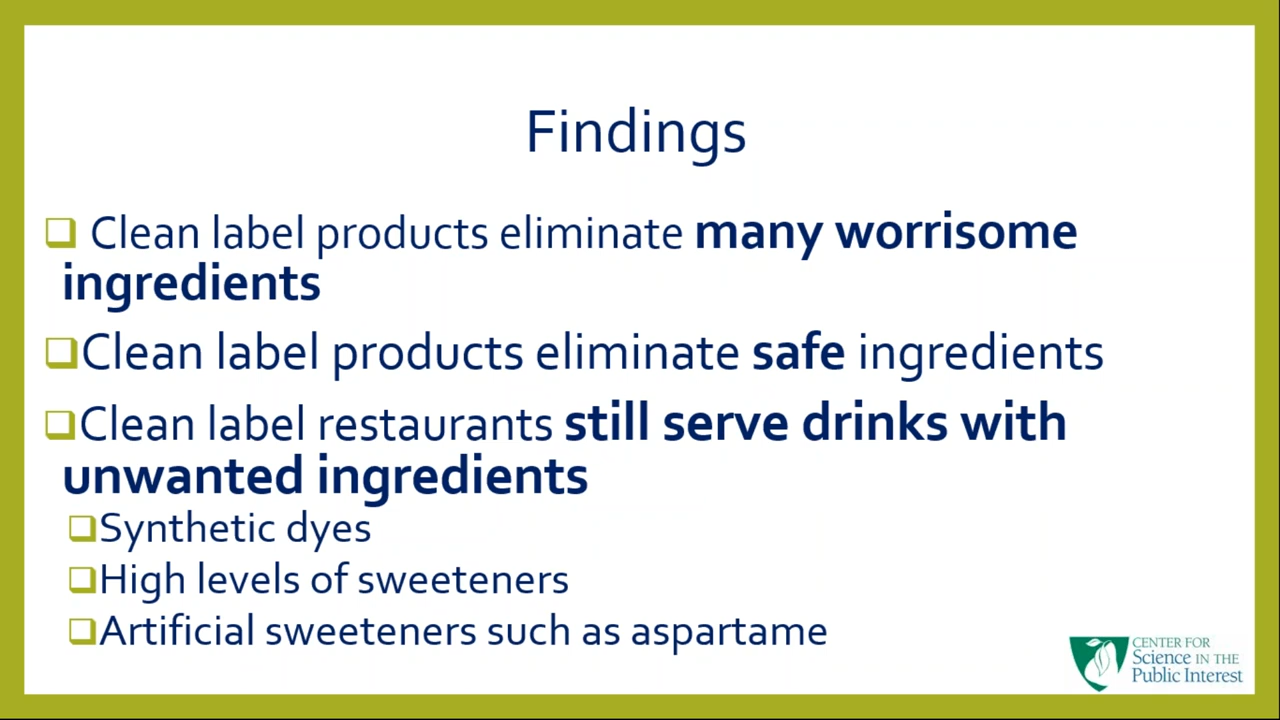 Findings
Clean label products eliminate many worrisome
ingredients
Clean label products eliminate safe ingredients
Clean label restaurants still serve drinks with
unwanted ingredients
Synthetic dyes
High levels of sweeteners
Artificial sweeteners such as aspartame
CENTER FOR
Science IN THE
Public Interest